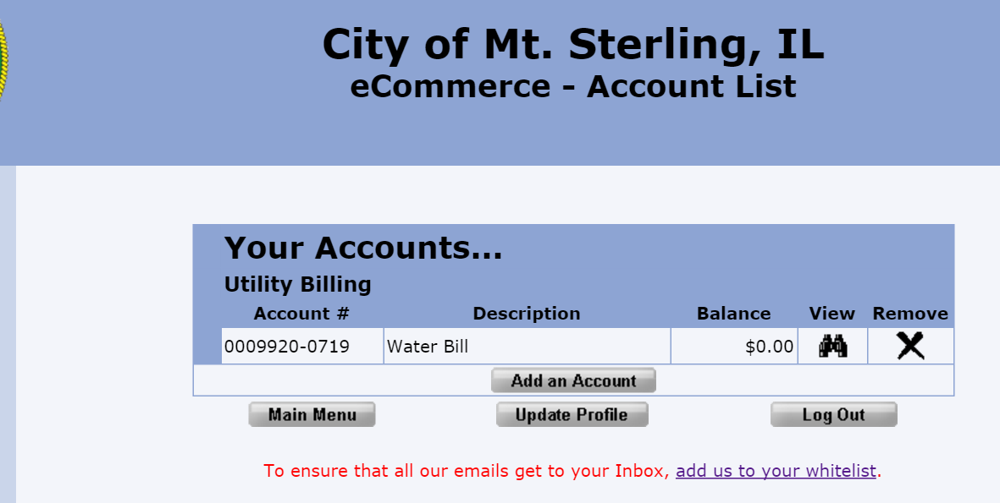 City of Mt. Sterling, IL
eCommerce - Account List
Your Accounts...
Utility Billing
Account # Description Balance View Remove
0009920-0719 Water Bill $0.00
Add an Account
Main Menu Update Profile Log Out
To ensure that all our emails get to your Inbox, add us to your whitelist.